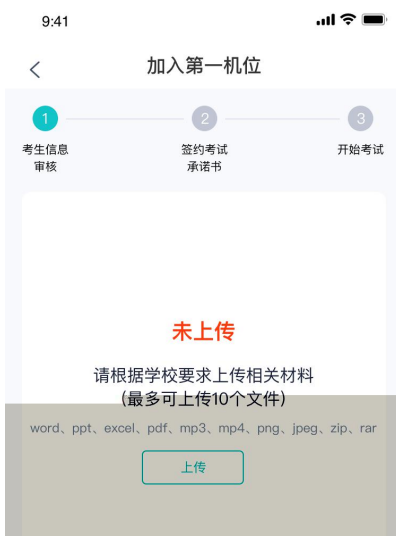 9:41
加入第一机位
1
2
3
考生信息
审核
签约考试
承诺书
开始考试
未上传
请根据学校要求上传相关材料
(最多可上传10个文件)
word、ppt、excel、pdf、mp3、mp4、png、jpeg、zip、rar
上传